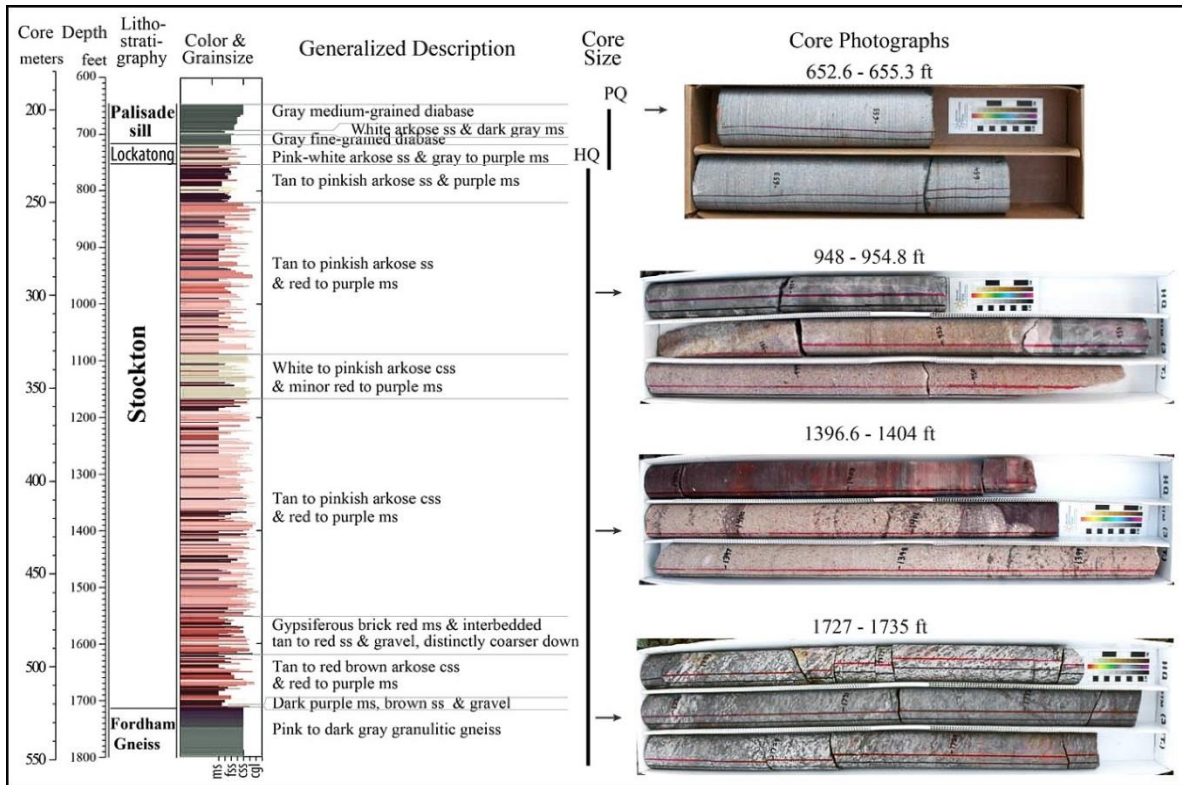 Core Depth
meters feet
Litho-
strati-
graphy
Color &
Grainsize
Generalized Description
Core
Size
Core Photographs
600
700
800
900
1000
1100
1200
1300
1400
1500
1600
1700
1800
200
250
300
350
400
450
500
550
Palisade
sill
Lockatong
Stockton
Fordham
Gneiss
ms
fss
css
cgl
Gray medium-grained diabase
White arkose ss & dark gray ms
Gray fine-grained diabase
Pink-white arkose ss & gray to purple ms
Tan to pinkish arkose ss & purple ms
Tan to pinkish arkose ss
& red to purple ms
White to pinkish arkose css
& minor red to purple ms
Tan to pinkish arkose css
& red to purple ms
Gypsiferous brick red ms & interbedded
tan to red ss & gravel, distinctly coarser down
Tan to red brown arkose css
& red to purple ms
Dark purple ms, brown ss & gravel
Pink to dark gray granulitic gneiss
PQ
HQ
652.6 - 655.3 ft
653
654
948 - 954.8 ft
1396.6 - 1404 ft
1397
1398
1727 - 1735 ft